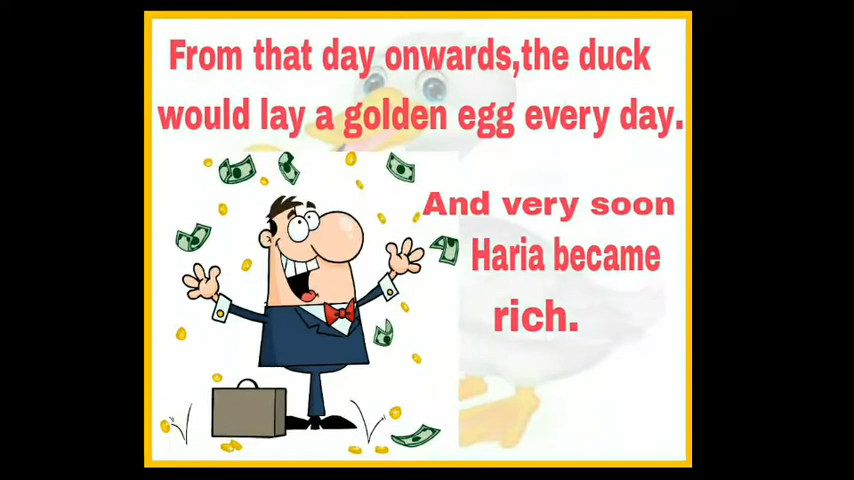 From that day onwards,the duck
would lay a golden egg every day.
And very soon
Haria became
rich.